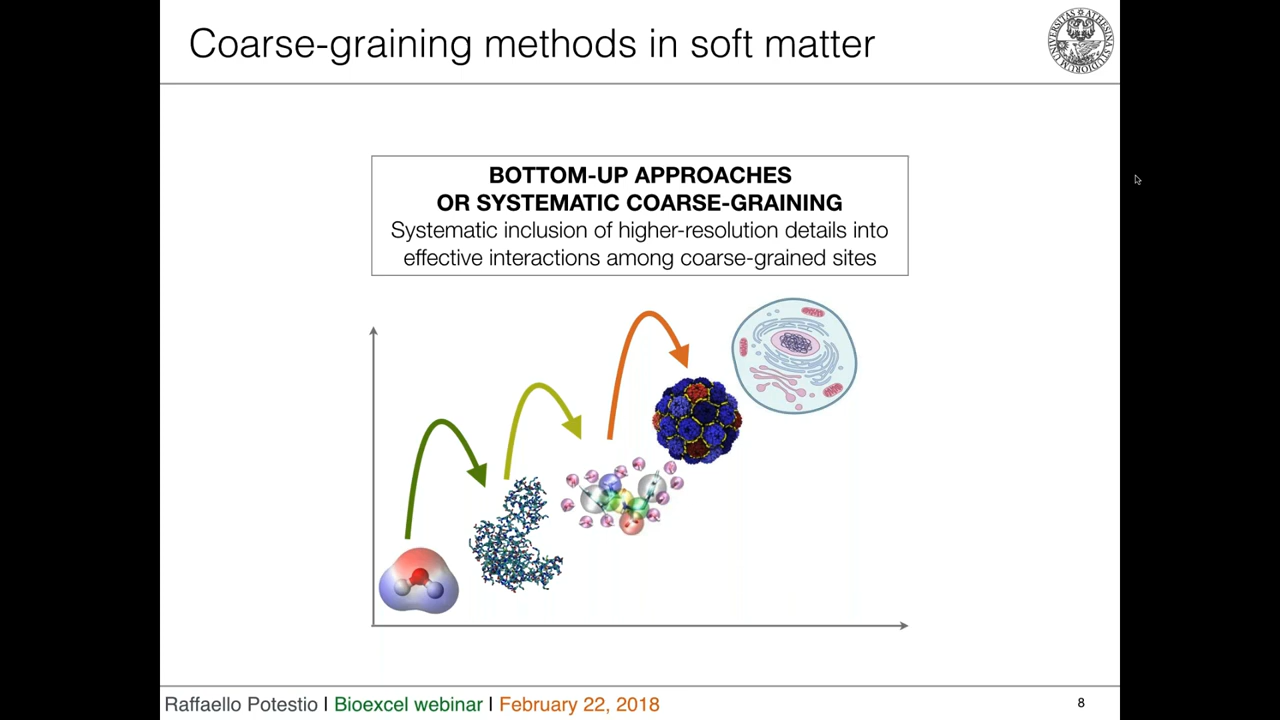 Coarse-graining methods in soft matter
BOTTOM-UP APPROACHES
OR SYSTEMATIC COARSE-GRAINING
Systematic inclusion of higher-resolution details into
effective interactions among coarse-grained sites
Raffaello Potestio | Bioexcel webinar | February 22, 2018
8